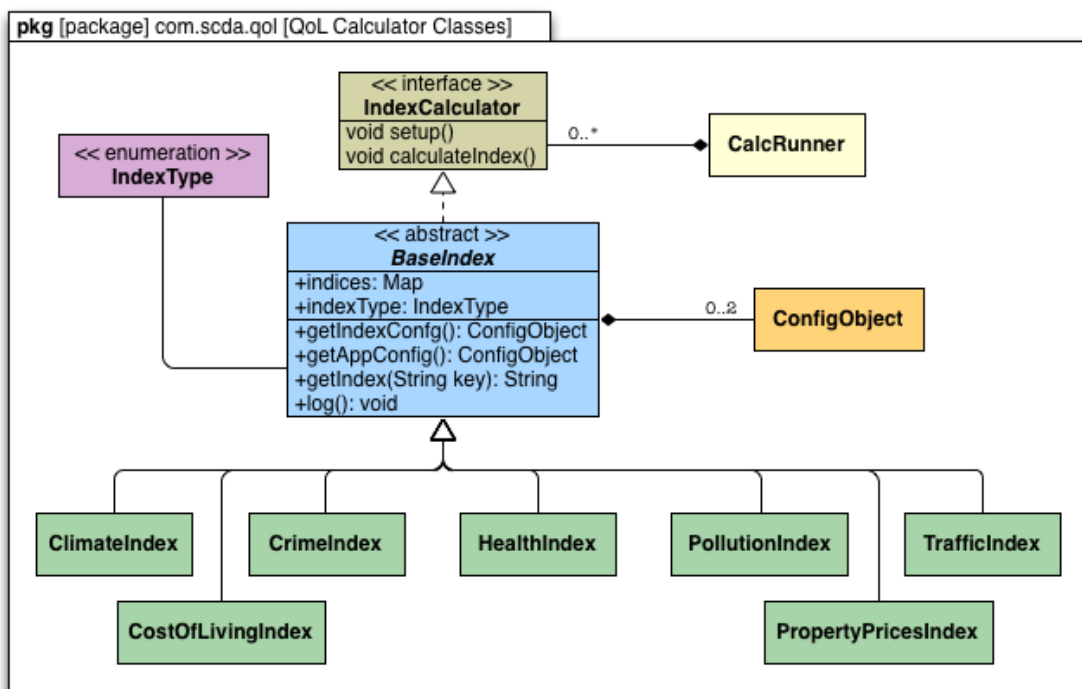 pkg [package] com.scda.qol [QoL Calculator Classes]
<< interface >>
IndexCalculator
void setup()
void calculateIndex()
0..*
CalcRunner
<< enumeration >>
IndexType
<< abstract >>
BaseIndex
+indices: Map
+indexType: IndexType
+getIndexConfg(): ConfigObject
+getAppConfig(): ConfigObject
+getIndex(String key): String
+log(): void
0..2
ConfigObject
ClimateIndex
CrimeIndex
HealthIndex
PollutionIndex
TrafficIndex
CostOfLivingIndex
PropertyPricesIndex